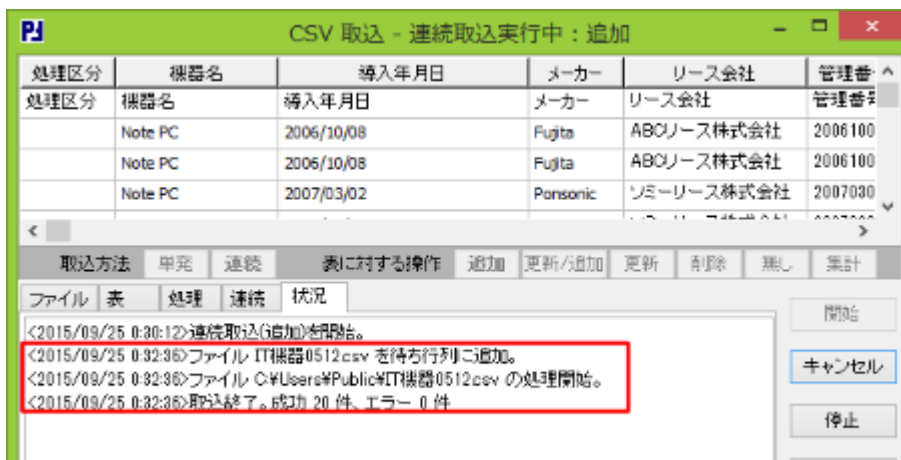 CSV 取込 - 連続取込実行中：追加
処理区分 機器名 導入年月日 メーカー リース会社 管理番
処理区分 機器名 導入年月日 メーカー リース会社 管理番号
Note PC 2006/10/08 Fujita ABCリース株式会社 2006100
Note PC 2006/10/08 Fujita ABCリース株式会社 2006100
Note PC 2007/03/02 Ponsonic ソミーリース株式会社 2007030
取込方法 単発 連続 表に対する操作 追加 更新/追加 更新 削除 無し 集計
ファイル 表 処理 連続 状況
開始
<2015/09/25 0:30:12>連続取込(追加)を開始。
<2015/09/25 0:32:36>ファイル IT機器0512.csv を待ち行列に追加。
キャンセル
<2015/09/25 0:32:36>ファイル C:¥Users¥Public¥IT機器0512.csv の処理開始。
<2015/09/25 0:32:36>取込終了。成功 20 件、エラー 0 件
停止